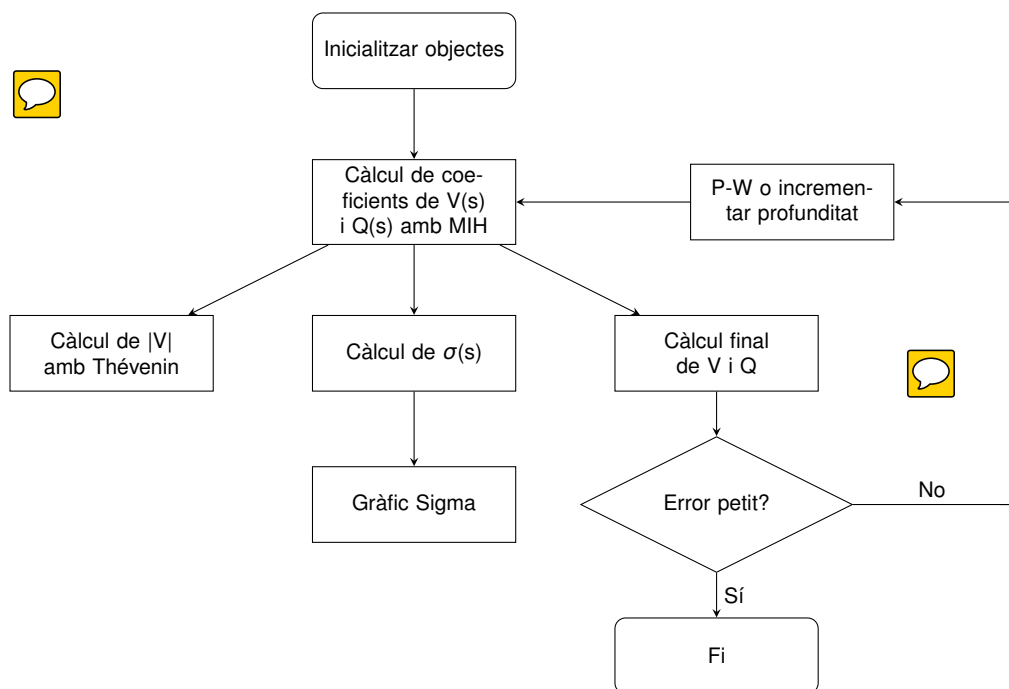 Inicialitzar objectes
Càlcul de coe-
ficients de V(s)
i Q(s) amb MIH
P-W o incremen-
tar profunditat
Càlcul de |V|
amb Thévenin
Càlcul de σ(s)
Càlcul final
de V i Q
Gràfic Sigma
Error petit?
No
Sí
Fi